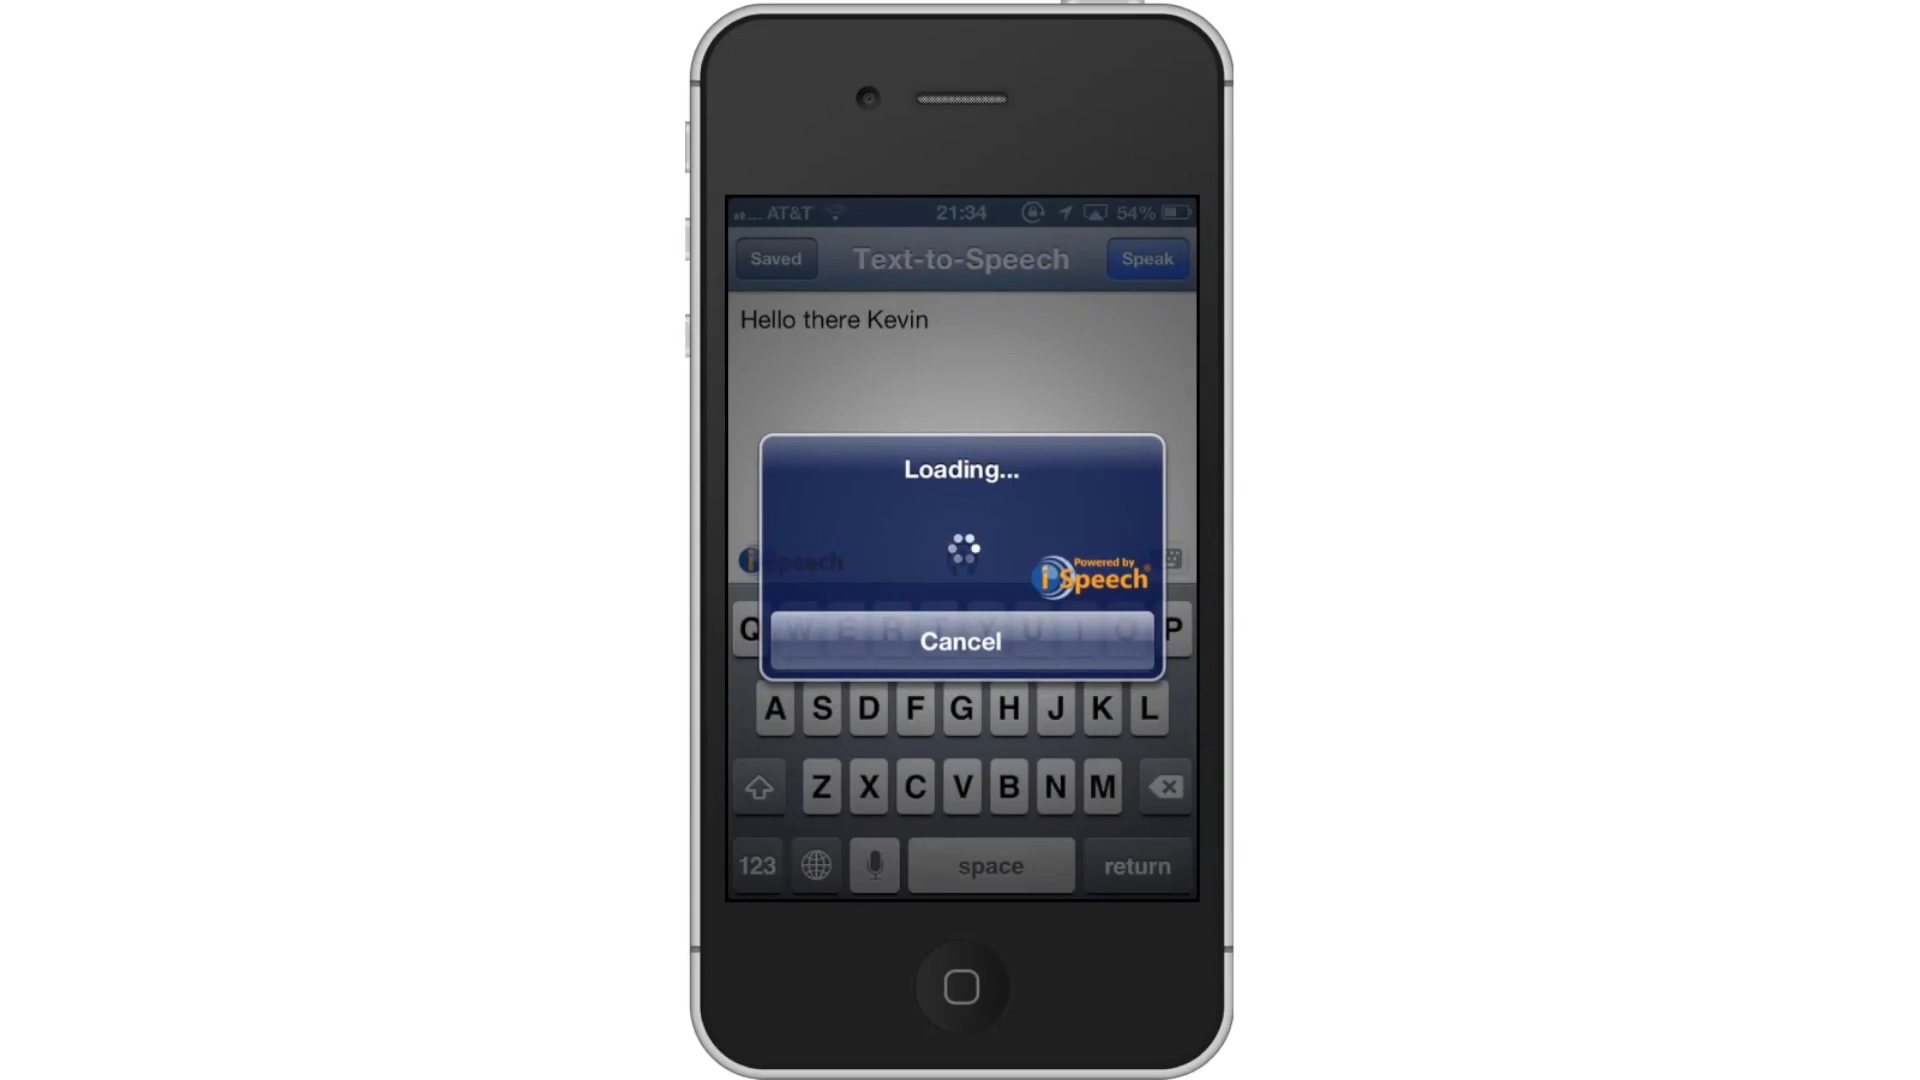 AT&T 21:34 54%
Saved Text-to-Speech Speak
Hello there Kevin
Loading...
iSpeech
Powered by
iSpeech®
Q W E R T Y U I O P
Cancel
A S D F G H J K L
Z X C V B N M
123 space return